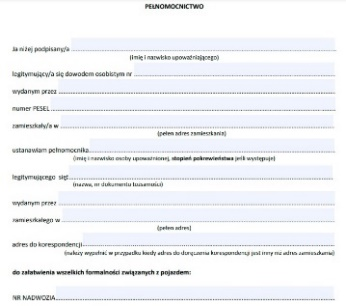 PEŁNOMOCNICTWO
Ja niżej podpisany/a
(imię i nazwisko upoważniającego)
legitymujący/a się dowodem osobistym nr
wydanym przez
numer PESEL
zamieszkały/a w
(pełen adres zamieszkania)
ustanawiam pełnomocnika
(imię i nazwisko osoby upoważnionej, stopień pokrewieństwa jeśli występuje)
legitymującego się!
(nazwa, nr dokumentu tożsamości)
wydanym przez
zamieszkałego w
(pełen adres)
adres do korespondencji
(należy wypełnić w przypadku kiedy adres do doręczenia korespondencji jest inny niż adres zamieszkania)
do załatwienia wszelkich formalności związanych z pojazdem:
NR NADWOZIA